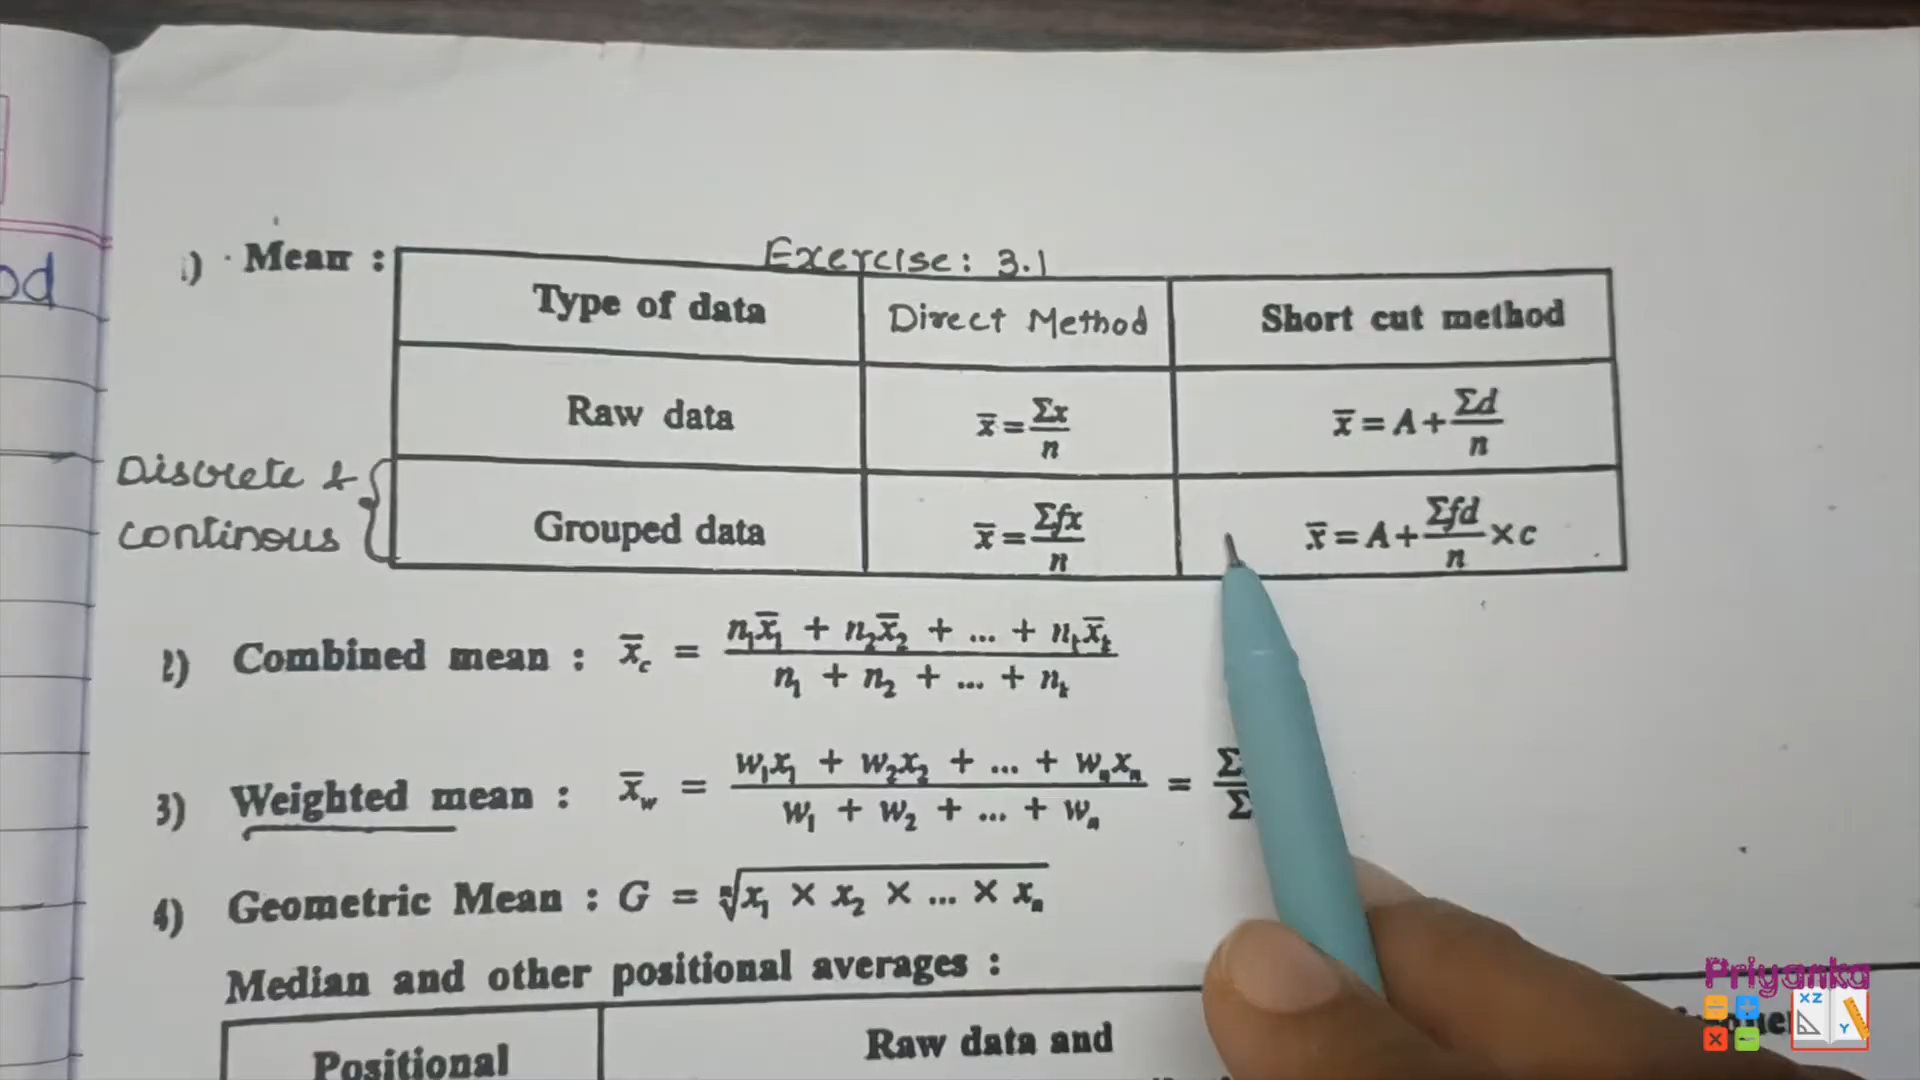 od
1) Mean :
Exercise: 3.1
Type of data Direct Method Short cut method
Raw data x̄ = Σx/n x̄ = A + Σd/n
Discrete &
continous
Grouped data x̄ = Σfx/n x̄ = A + Σfd/n × c
2) Combined mean : x̄c = (n₁x̄₁ + n₂x̄₂ + ... + nₖx̄ₖ)/(n₁ + n₂ + ... + nₖ)
3) Weighted mean : x̄w = (w₁x₁ + w₂x₂ + ... + wₙxₙ)/(w₁ + w₂ + ... + wₙ) = Σ/Σ
4) Geometric Mean : G = ⁿ√x₁ × x₂ × ... × xₙ
Median and other positional averages :
Positional Raw data and
Priyanka
XZ
Y